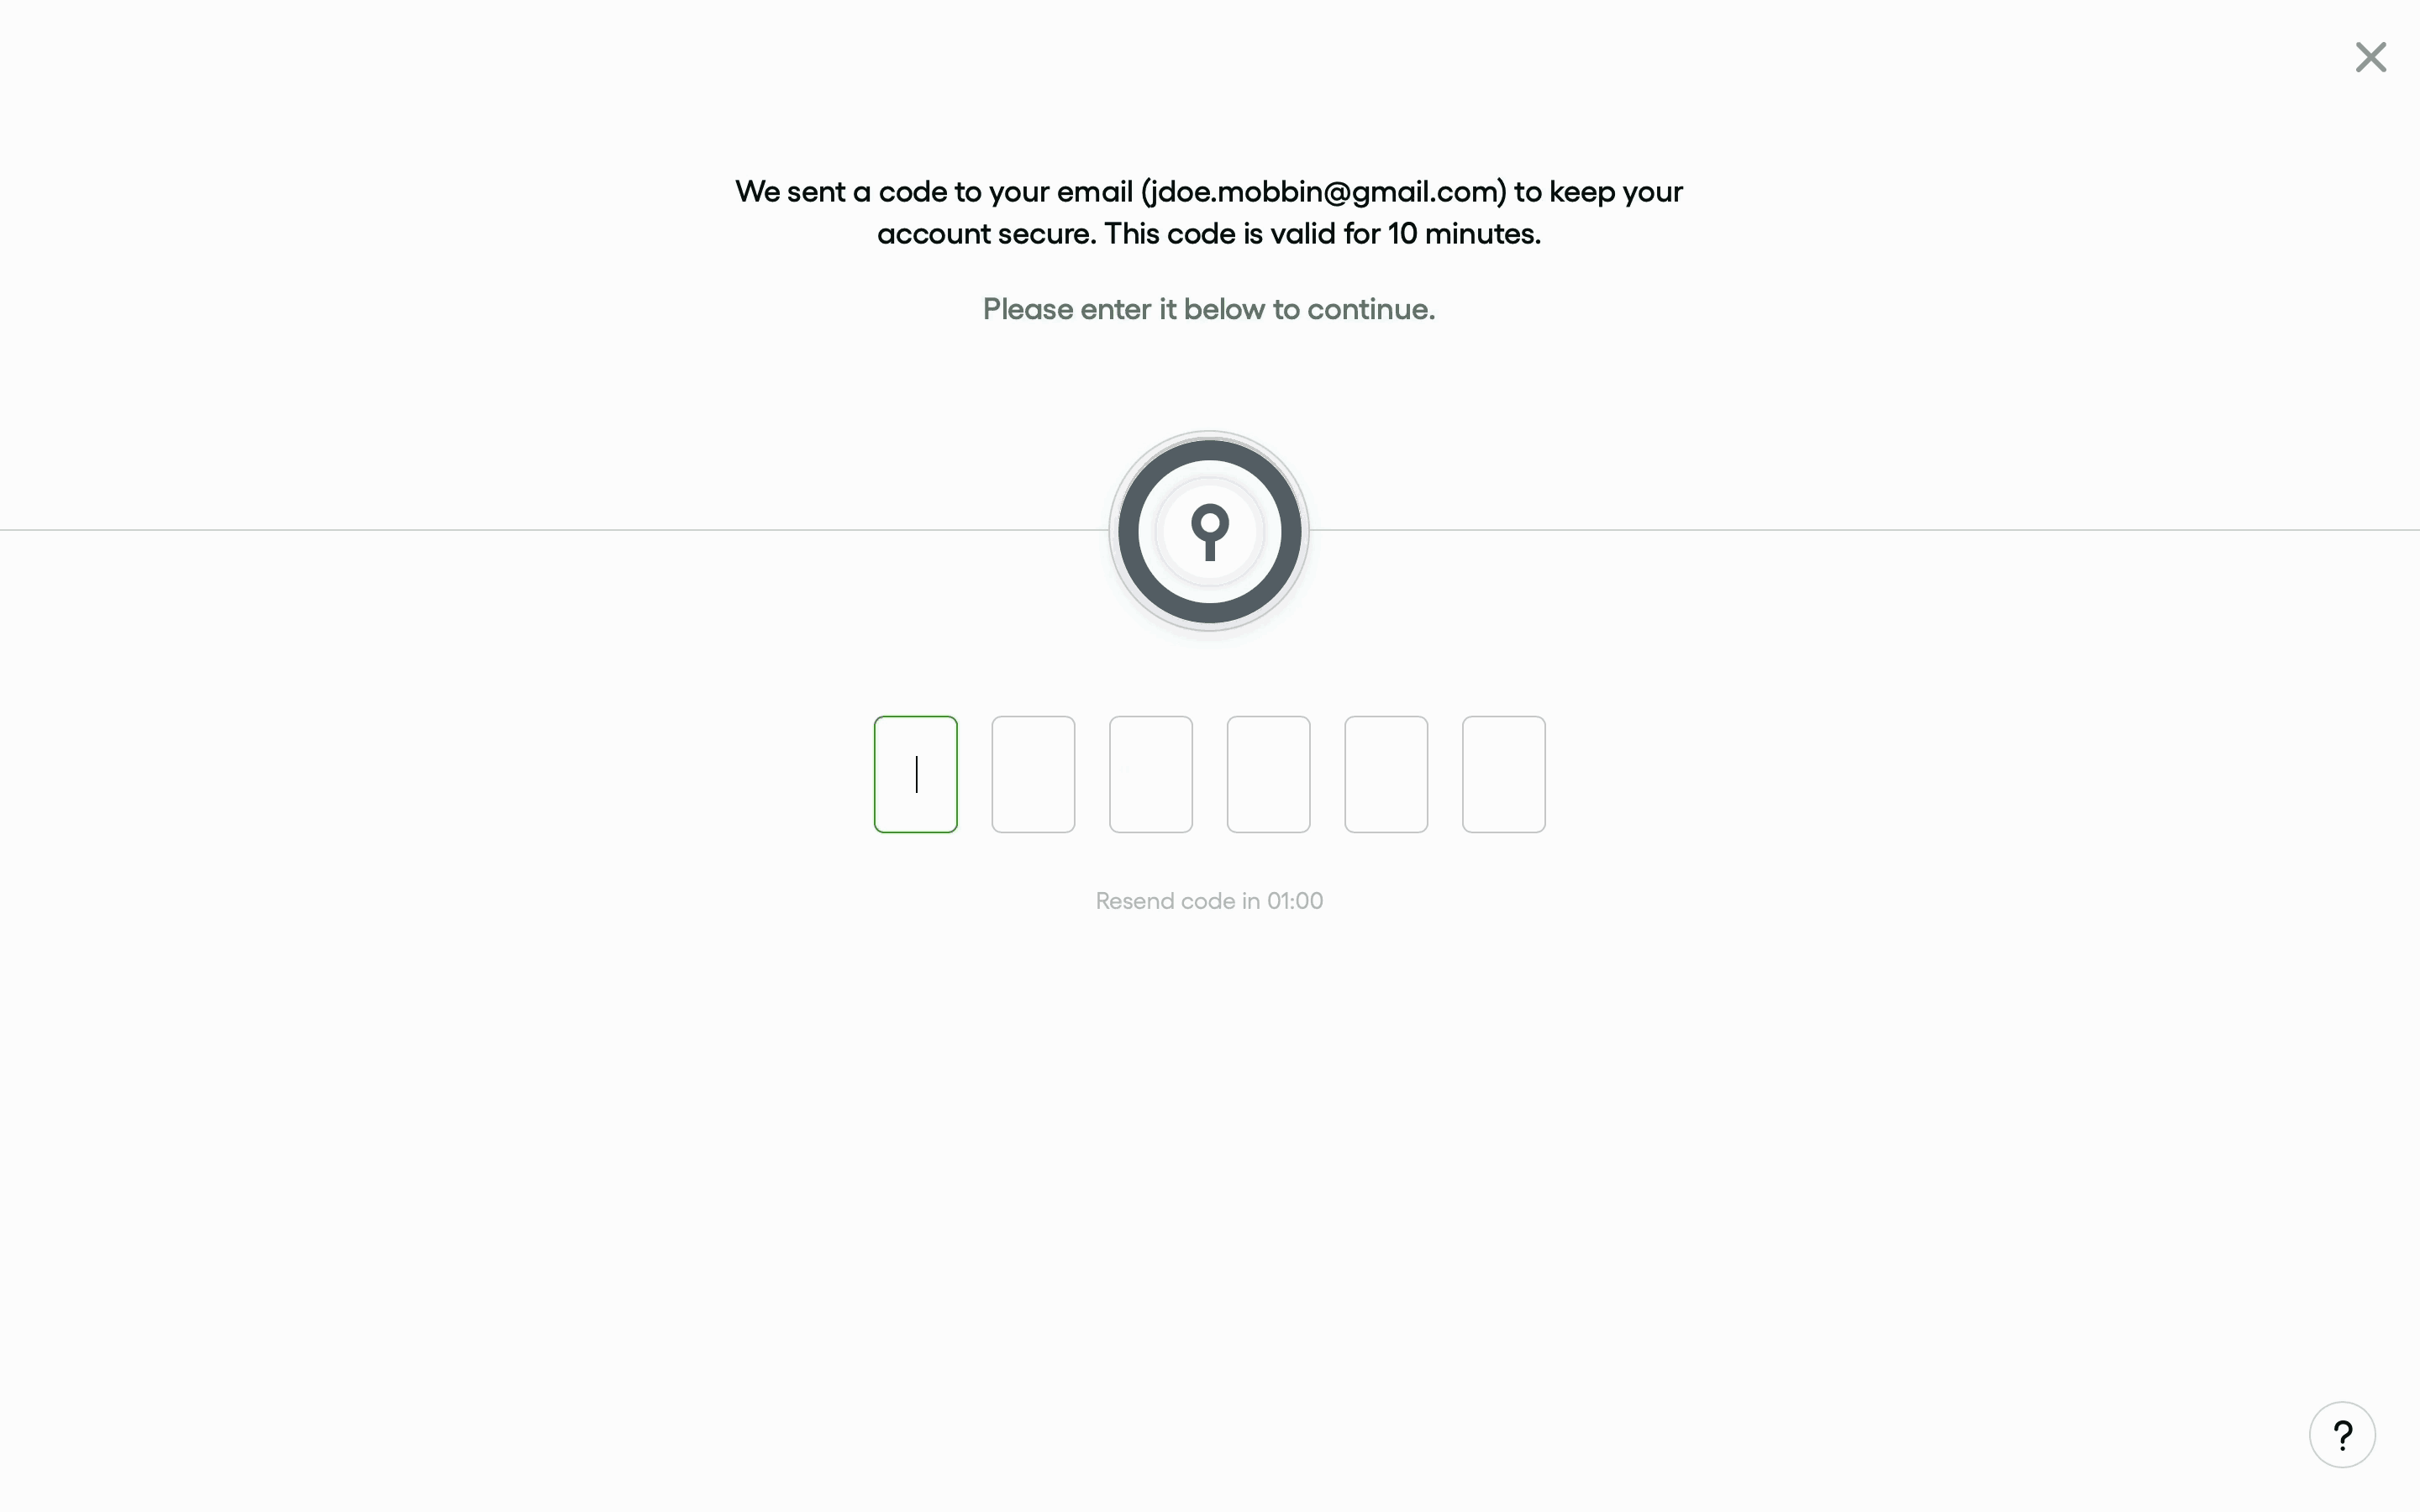 We sent a code to your email (jdoe.mobbin@gmail.com) to keep your
account secure. This code is valid for 10 minutes.
Please enter it below to continue.
Resend code in 01:00
?